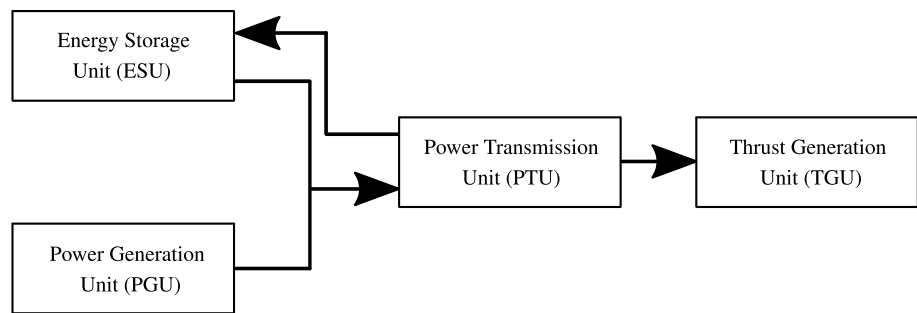 Energy Storage
Unit (ESU)
Power Transmission
Unit (PTU)
Thrust Generation
Unit (TGU)
Power Generation
Unit (PGU)